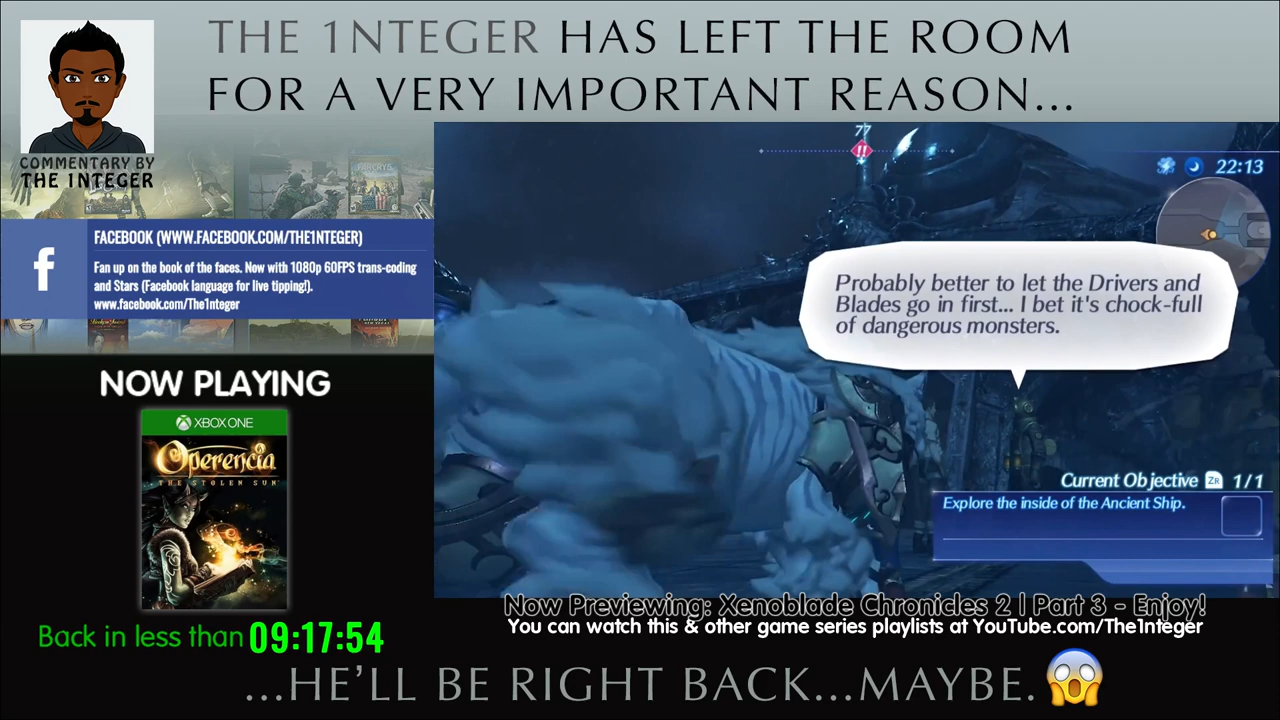 THE 1NTEGER HAS LEFT THE ROOM
FOR A VERY IMPORTANT REASON...
COMMENTARY BY
THE 1NTEGER
FACEBOOK (WWW.FACEBOOK.COM/THE1NTEGER)
Fan up on the book of the faces. Now with 1080p 60FPS trans-coding
and Stars (Facebook language for live tipping!).
www.facebook.com/The1nteger
NOW PLAYING
XBOX ONE
Operencia
THE STOLEN SUN
Back in less than 09:17:54
77
22:13
Probably better to let the Drivers and
Blades go in first... I bet it's chock-full
of dangerous monsters.
Current Objective ZR 1/1
Explore the inside of the Ancient Ship.
Now Previewing: Xenoblade Chronicles 2 | Part 3 - Enjoy!
You can watch this & other game series playlists at YouTube.com/The1nteger
...HE'LL BE RIGHT BACK...MAYBE.